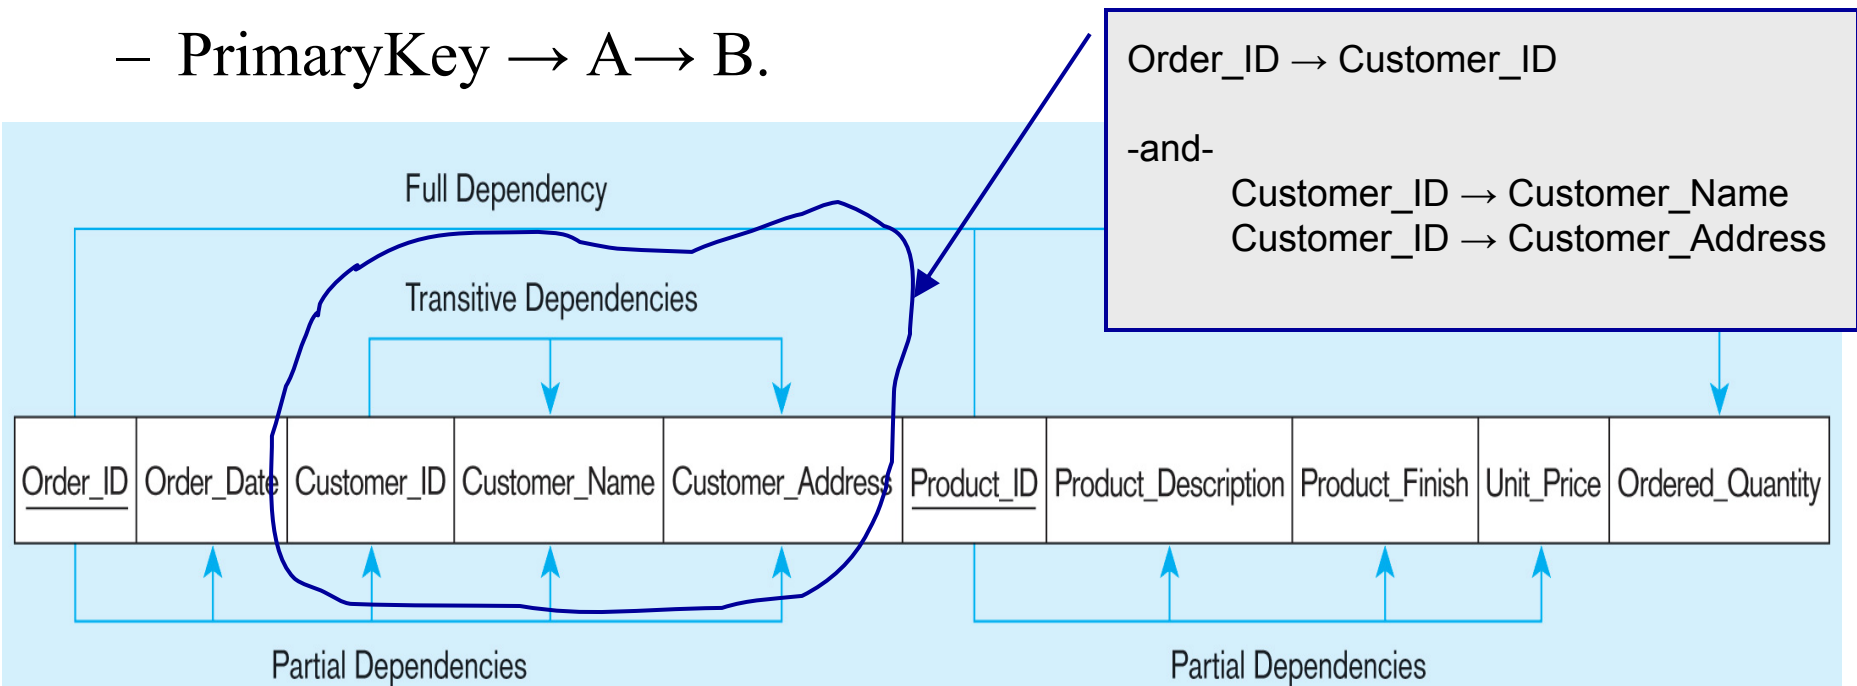 – PrimaryKey → A→ B.
Order_ID → Customer_ID
-and-
Customer_ID → Customer_Name
Customer_ID → Customer_Address
Full Dependency
Transitive Dependencies
Order_ID Order_Date Customer_ID Customer_Name Customer_Address Product_ID Product_Description Product_Finish Unit_Price Ordered_Quantity
Partial Dependencies Partial Dependencies